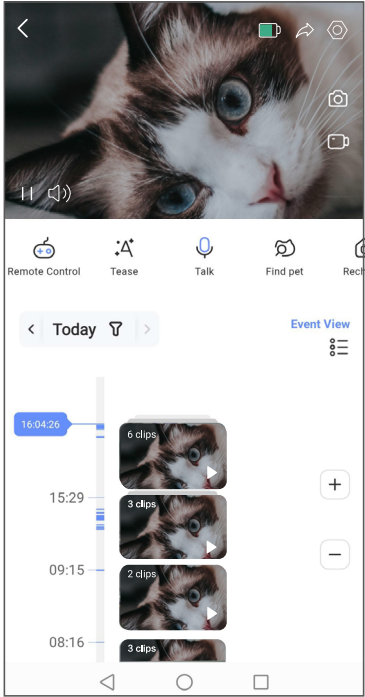 Remote Control
Tease
Talk
Find pet
Rech
Today
Event View
16:04:26
6 clips
15:29
3 clips
09:15
2 clips
08:16
3 clips